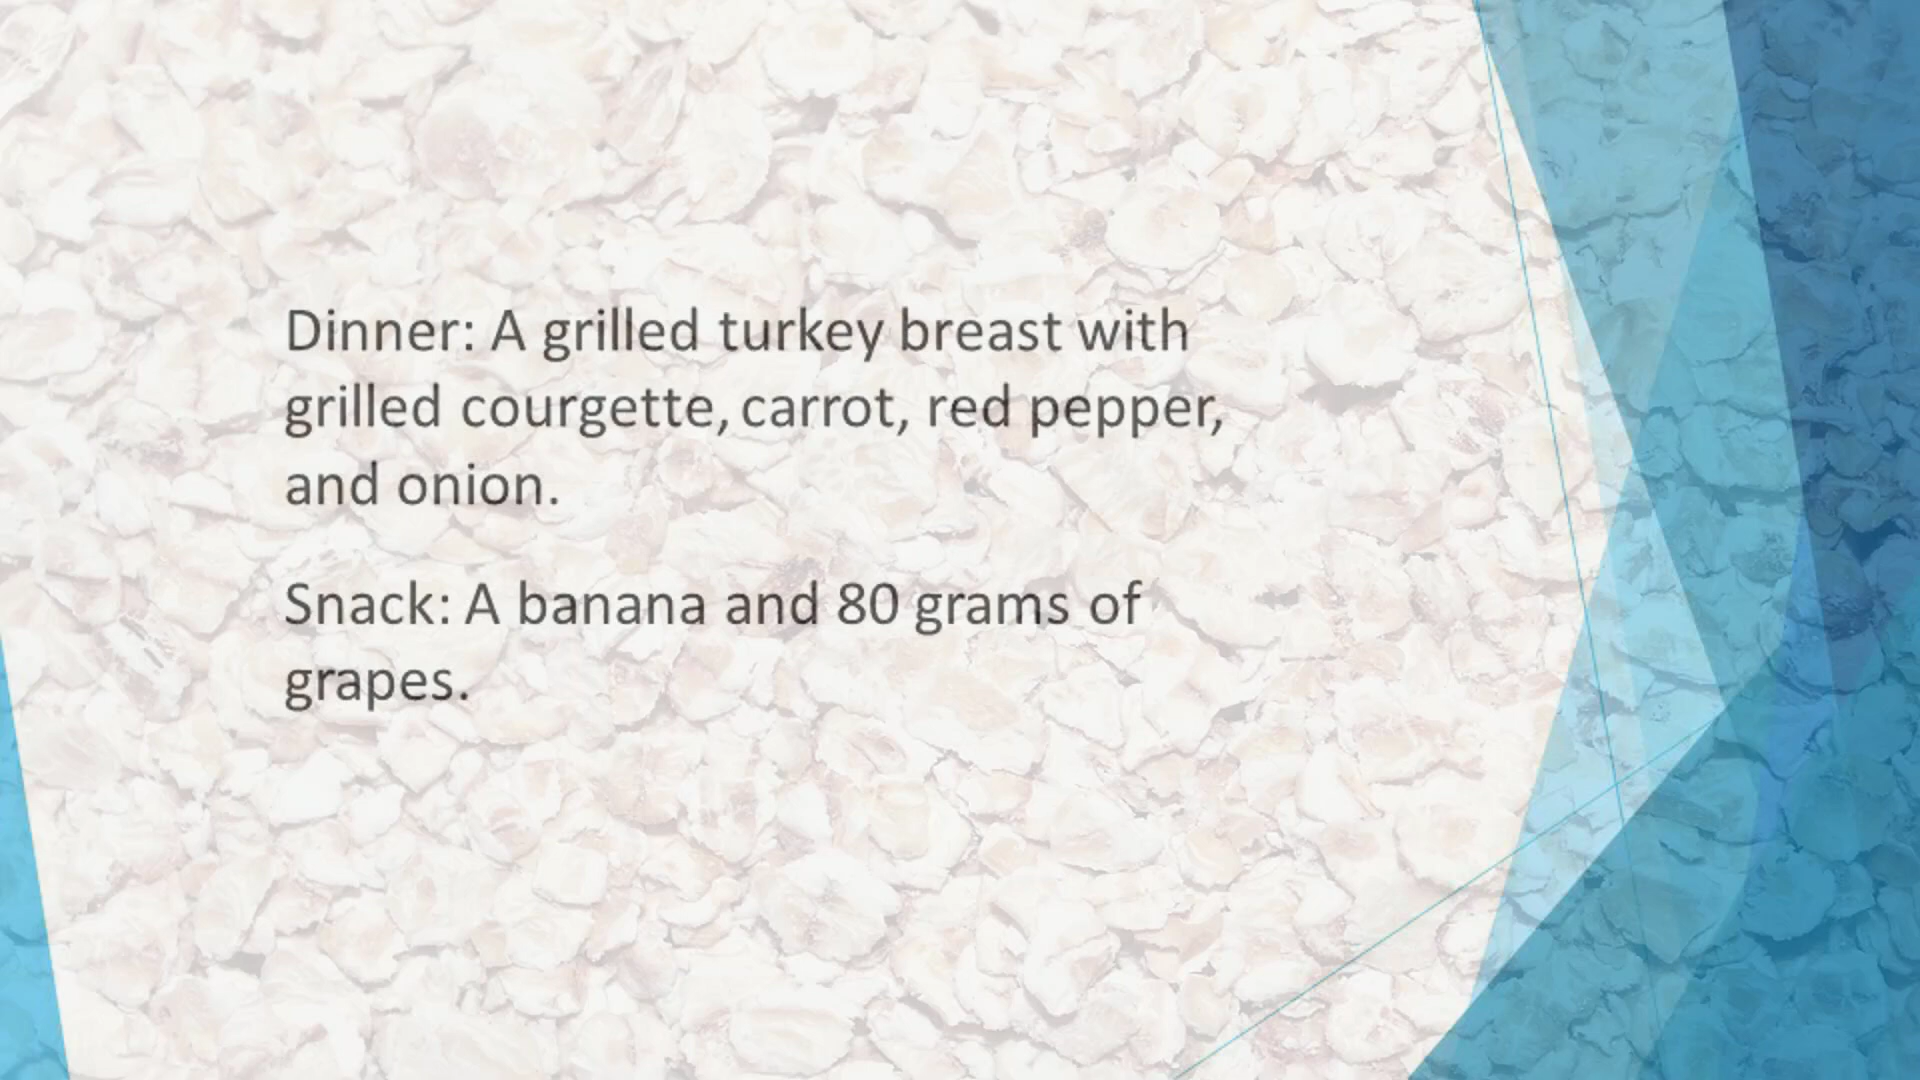 Dinner: A grilled turkey breast with
grilled courgette, carrot, red pepper,
and onion.
Snack: A banana and 80 grams of
grapes.